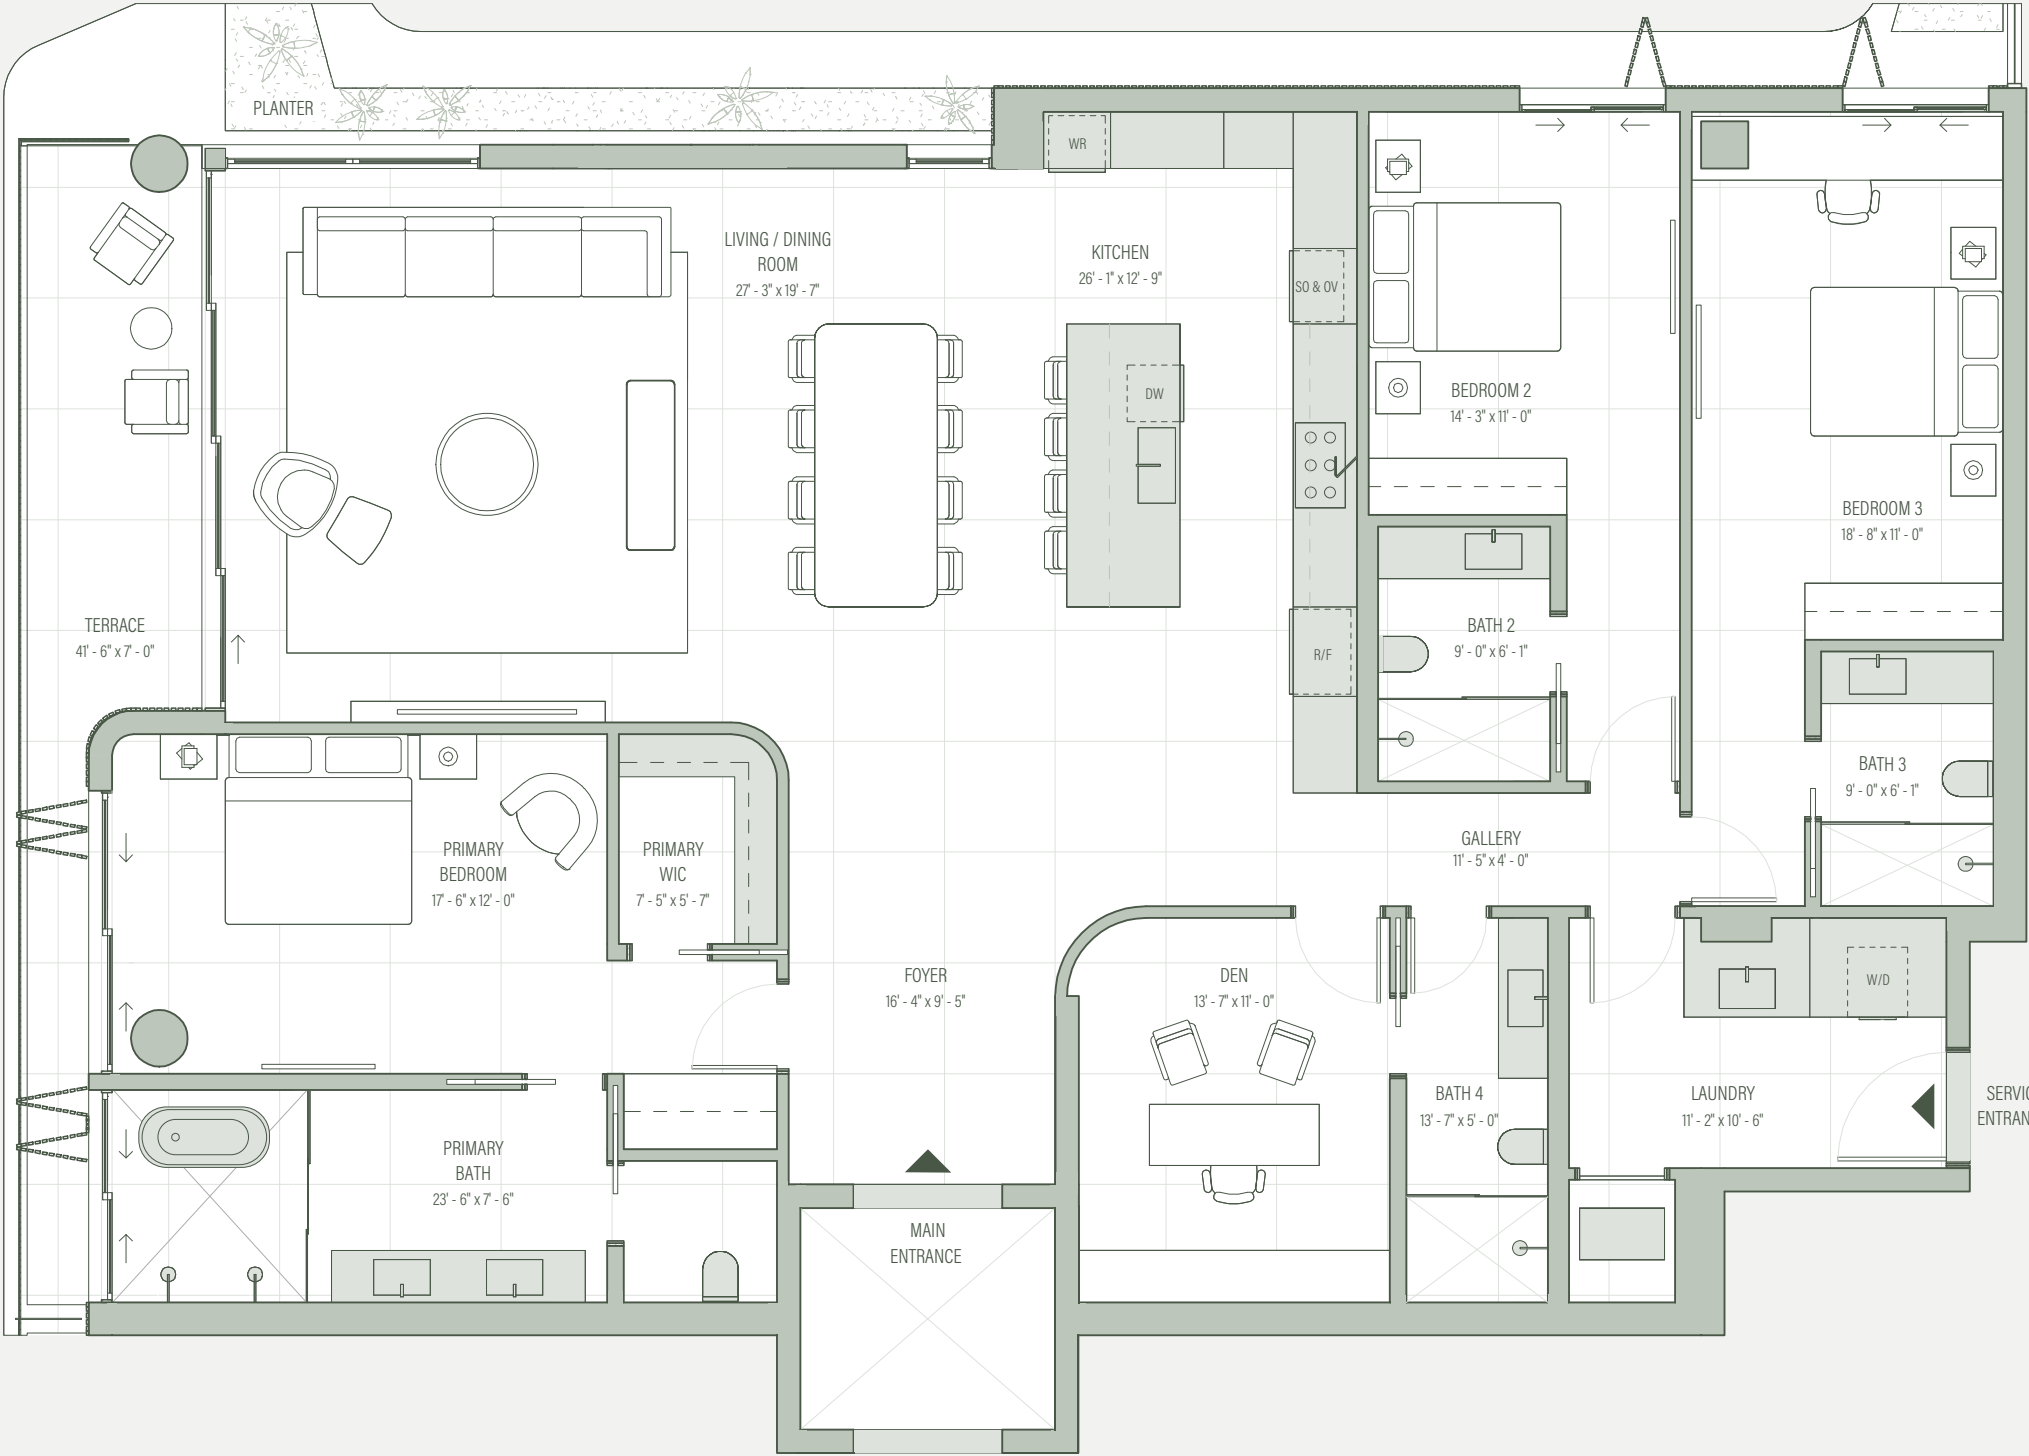 PLANTER
WR
LIVING / DINING
ROOM
27' - 3" x 19' - 7"
KITCHEN
26' - 1" x 12' - 9"
SO & OV
DW
BEDROOM 2
14' - 3" x 11' - 0"
BEDROOM 3
18' - 8" x 11' - 0"
TERRACE
41' - 6" x 7' - 0"
BATH 2
9' - 0" x 6' - 1"
R/F
BATH 3
9' - 0" x 6' - 1"
PRIMARY
BEDROOM
17' - 6" x 12' - 0"
PRIMARY
WIC
7' - 5" x 5' - 7"
GALLERY
11' - 5" x 4' - 0"
FOYER
16' - 4" x 9' - 5"
DEN
13' - 7" x 11' - 0"
W/D
BATH 4
13' - 7" x 5' - 0"
LAUNDRY
11' - 2" x 10' - 6"
SERVIC
ENTRAN
PRIMARY
BATH
23' - 6" x 7' - 6"
MAIN
ENTRANCE